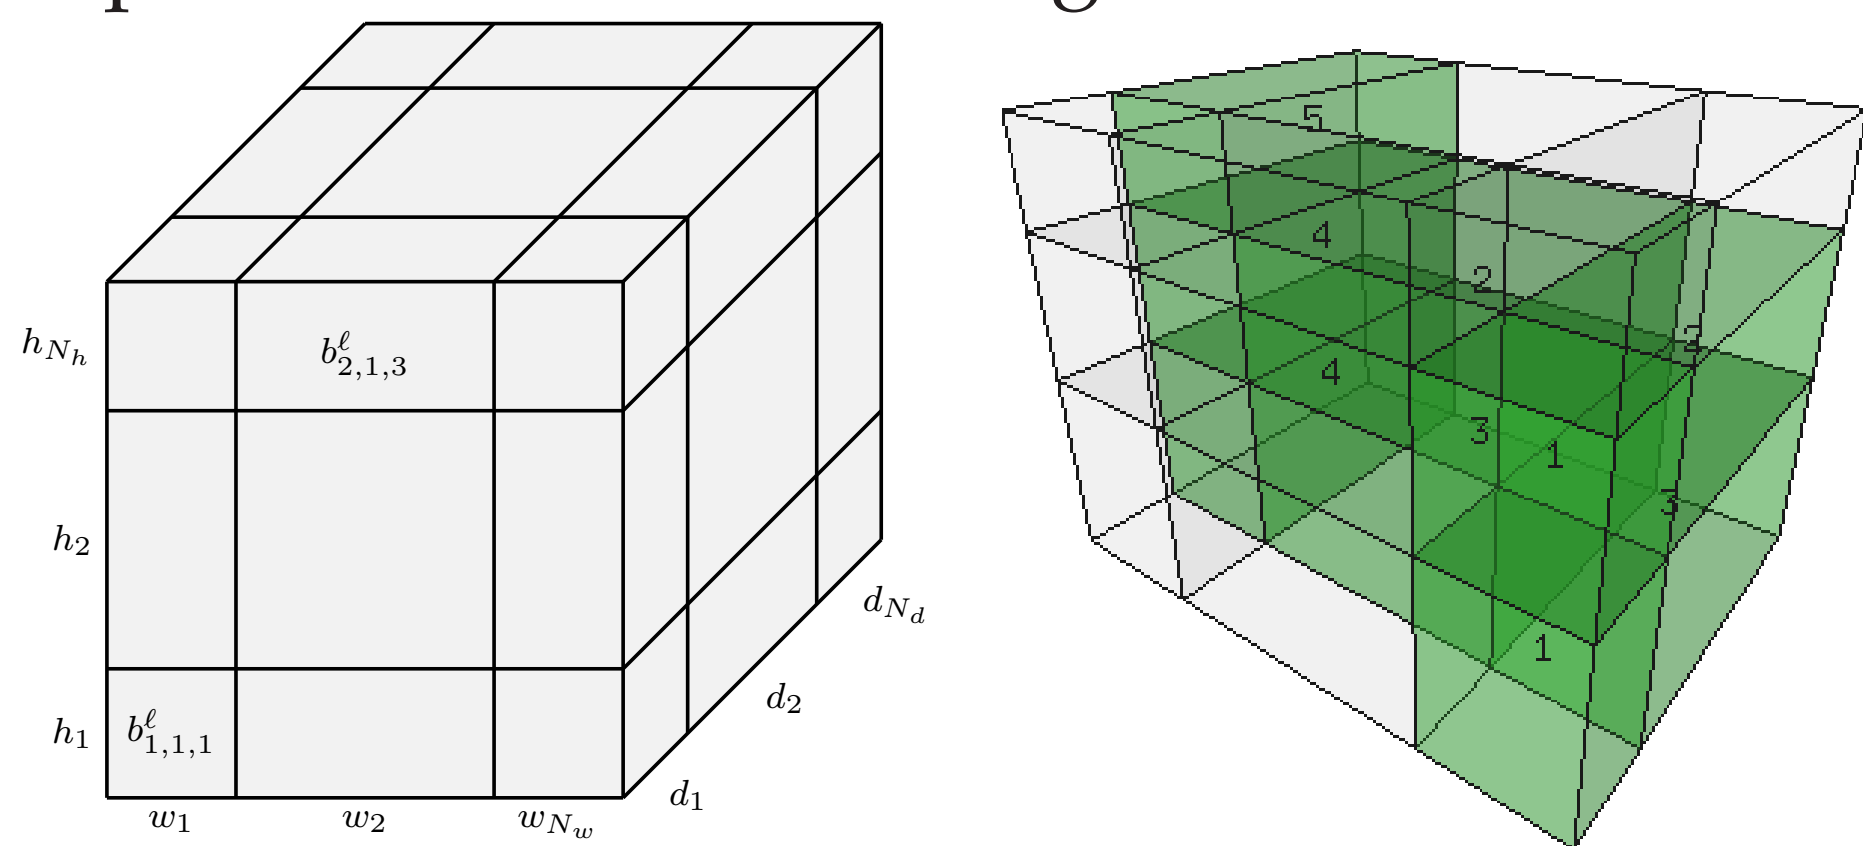 h_{N_h}
b^ℓ_{2,1,3}
h_2
h_1
b^ℓ_{1,1,1}
w_1 w_2 w_{N_w}
d_1
d_2
d_{N_d}
5
4
2
2
4
3
1
3
1